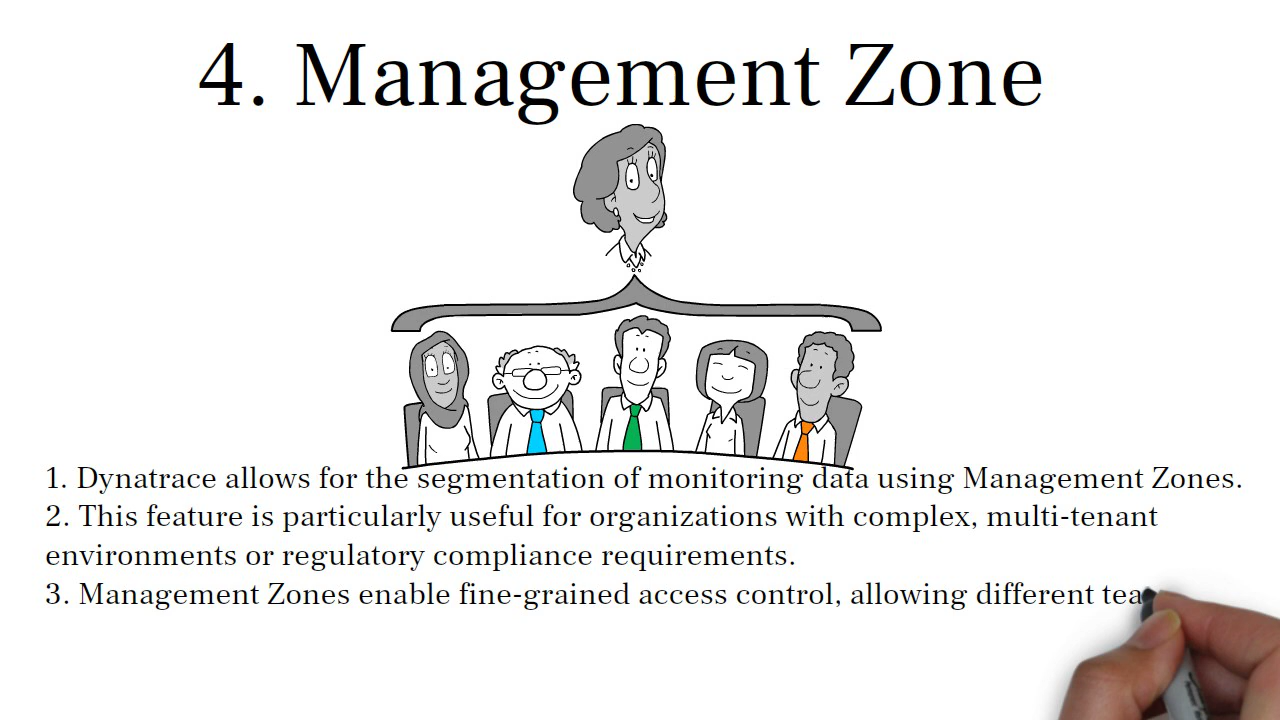 4. Management Zone
1. Dynatrace allows for the segmentation of monitoring data using Management Zones.
2. This feature is particularly useful for organizations with complex, multi-tenant
environments or regulatory compliance requirements.
3. Management Zones enable fine-grained access control, allowing different tea